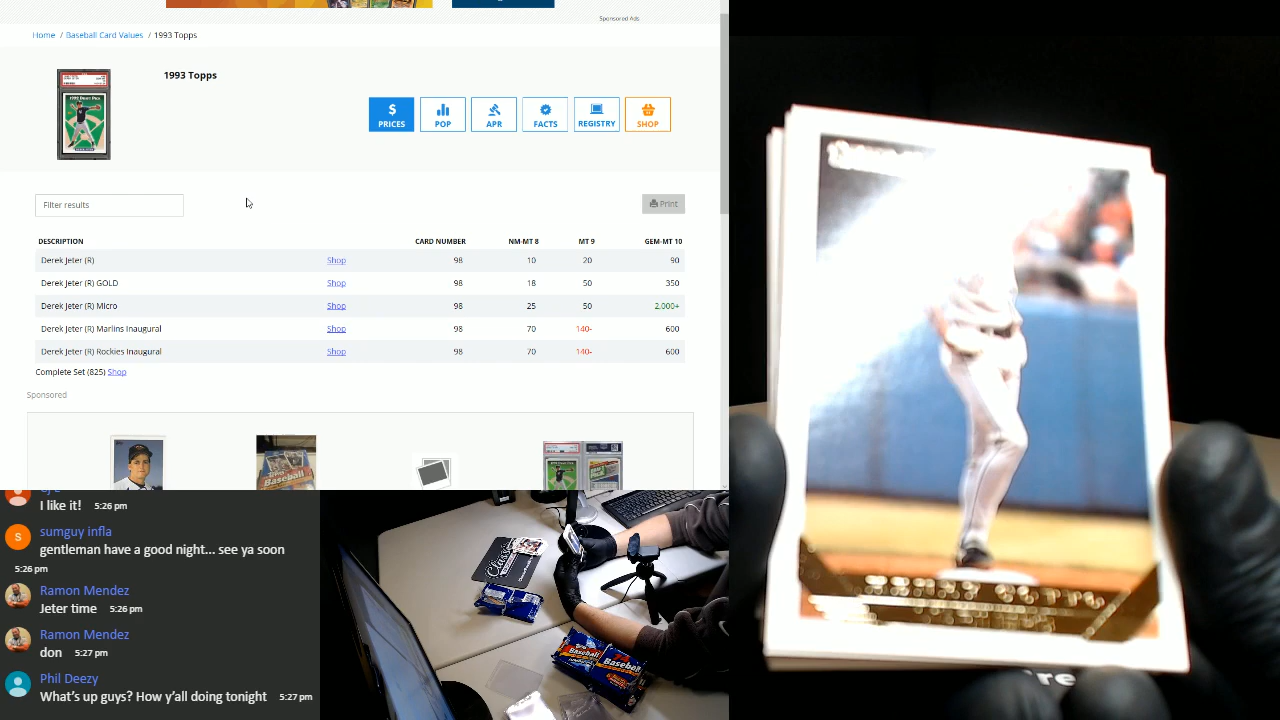 Sponsored Ads
Home / Baseball Card Values / 1993 Topps
1993 Topps
PRICES
POP
APR
FACTS
REGISTRY
SHOP
Filter results
Print
DESCRIPTION CARD NUMBER NM-MT 8 MT 9 GEM-MT 10
Derek Jeter (R) Shop 98 10 20 90
Derek Jeter (R) GOLD Shop 98 18 50 350
Derek Jeter (R) Micro Shop 98 25 50 2,000+
Derek Jeter (R) Marlins Inaugural Shop 98 70 140- 600
Derek Jeter (R) Rockies Inaugural Shop 98 70 140- 600
Complete Set (825) Shop
Sponsored
I like it! 5:26 pm
sumguy infla
gentleman have a good night... see ya soon
5:26 pm
Ramon Mendez
Jeter time 5:26 pm
Ramon Mendez
don 5:27 pm
Phil Deezy
What's up guys? How y'all doing tonight 5:27 pm
Classic
Baseball
Baseball